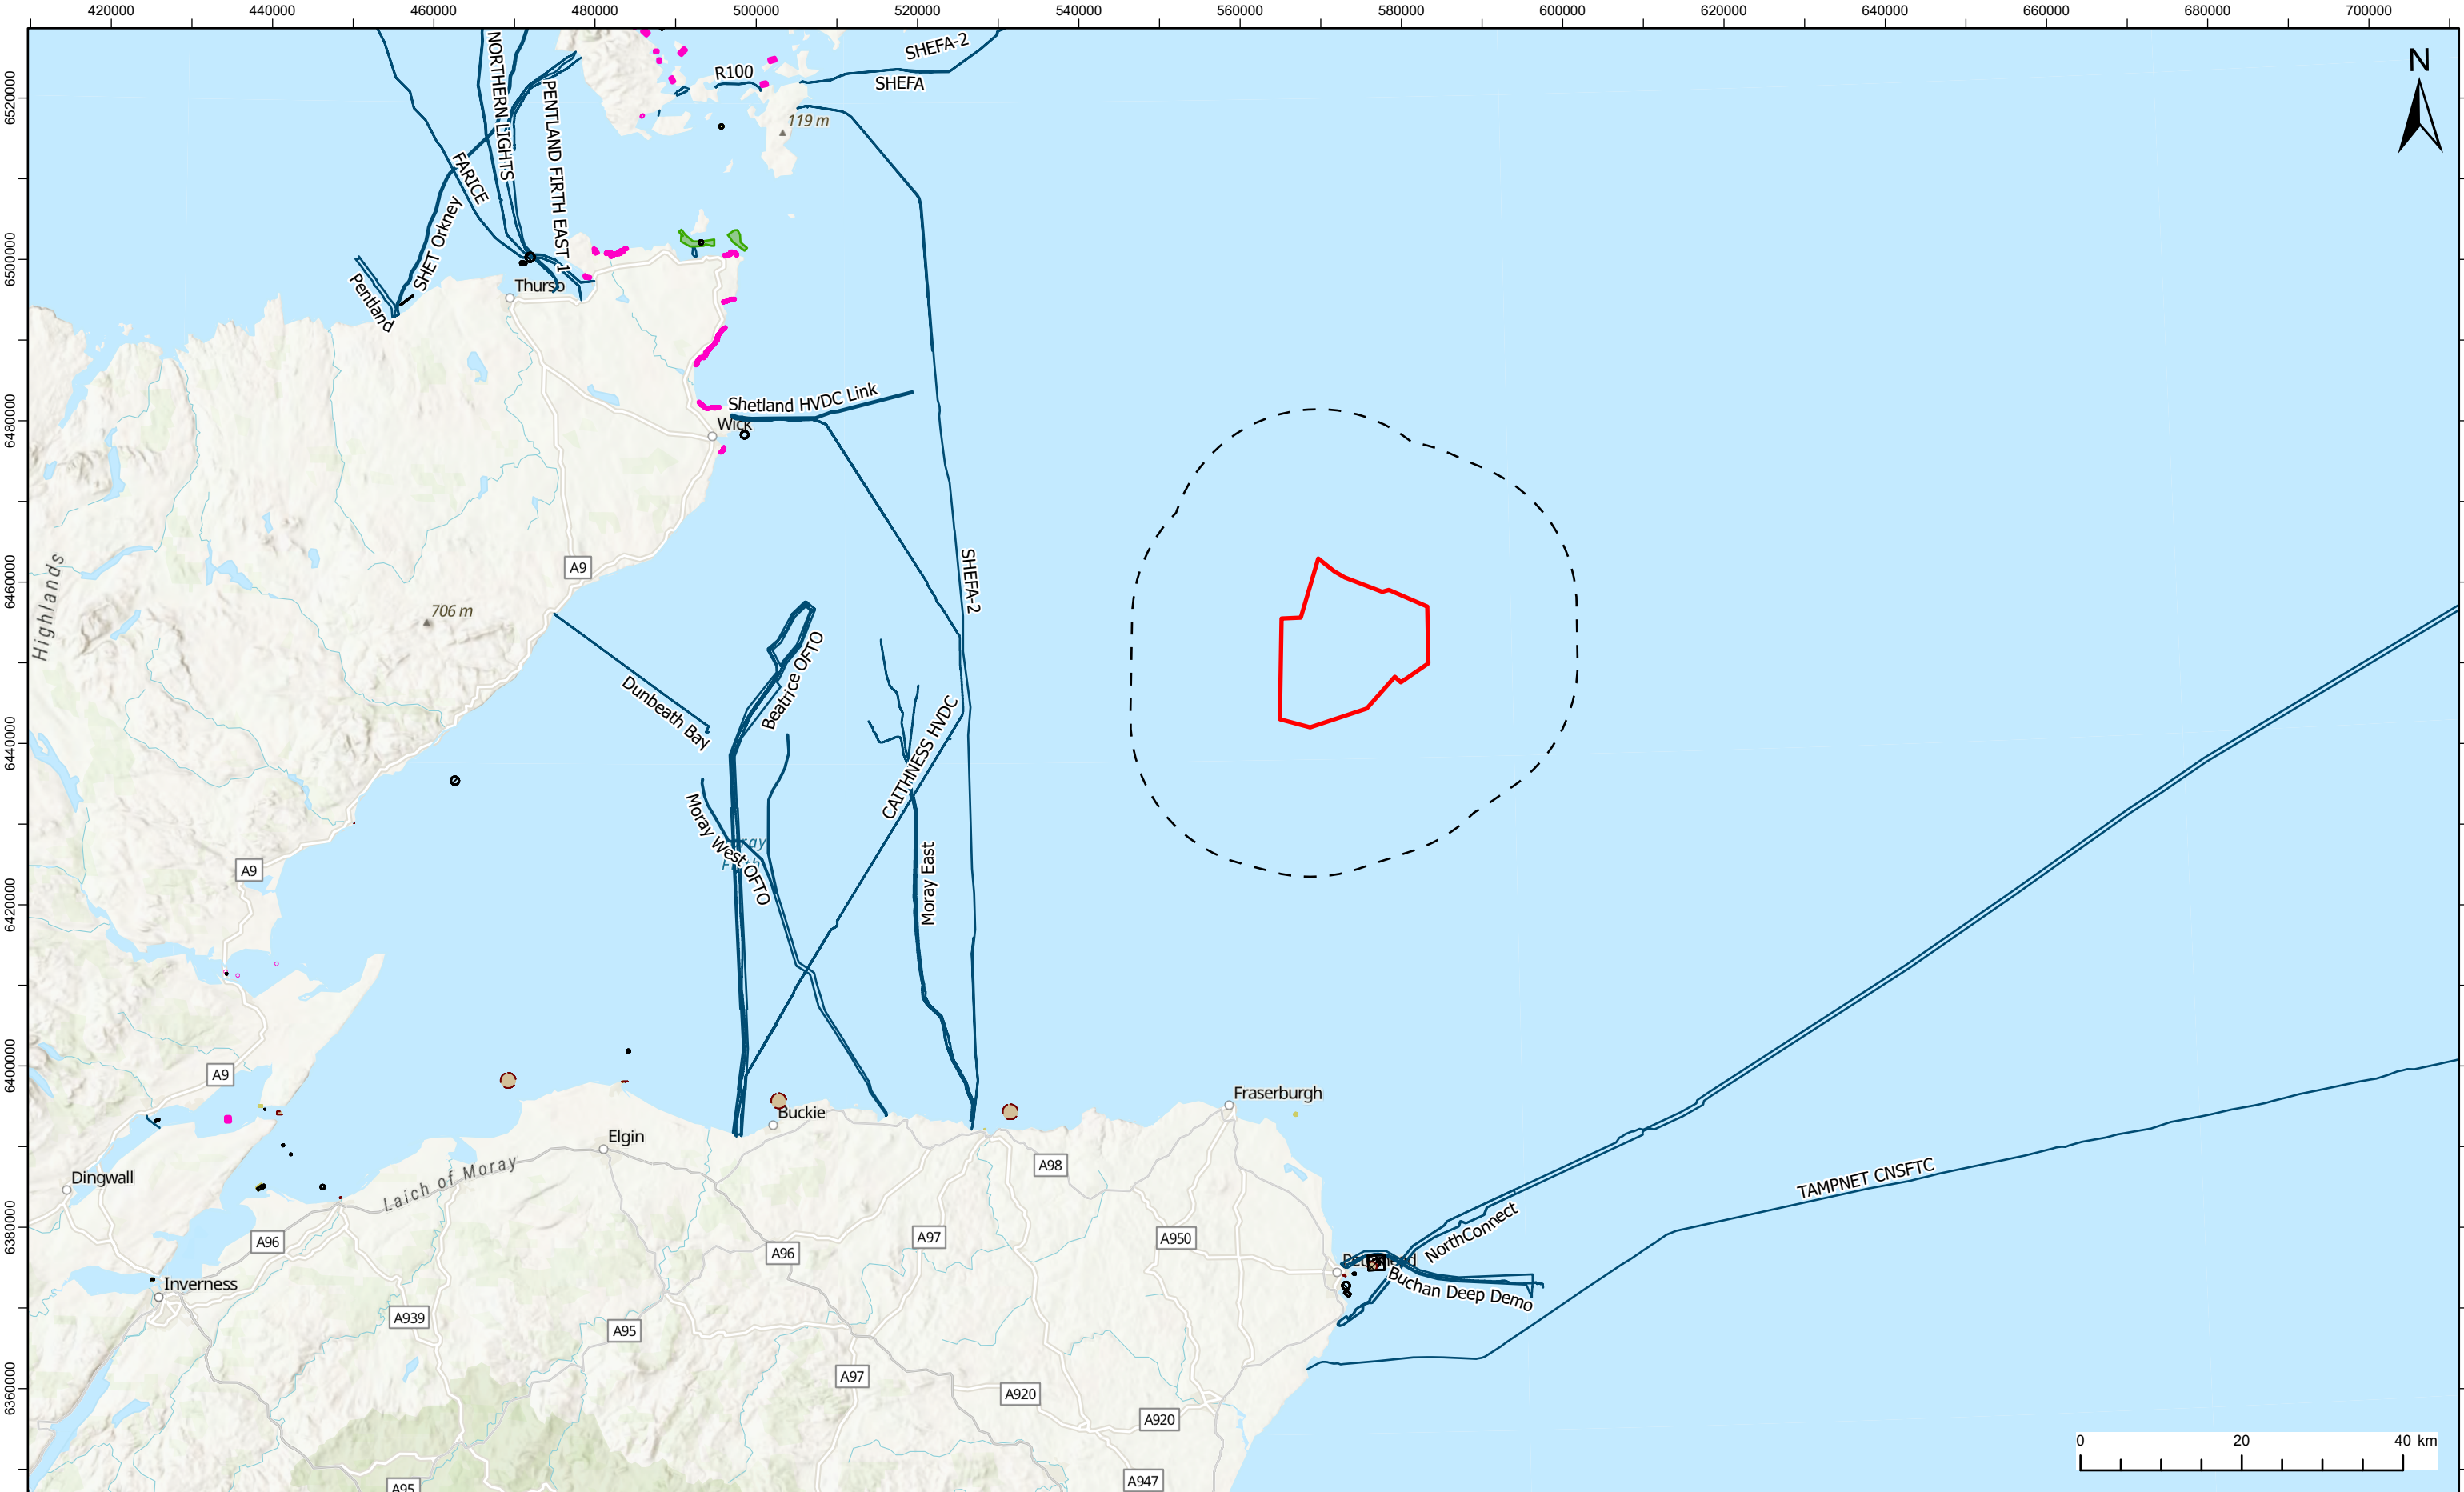 420000 440000 460000 480000 500000 520000 540000 560000 580000 600000 620000 640000 660000 680000 700000
6520000
6500000
6480000
6460000
6440000
6420000
6400000
6380000
6360000
N
SHEFA-2
SHEFA
R100
119 m
NORTHERN LIGHTS
PENTLAND FIRTH EAST 1
FARICE
SHET Orkney
Pentland
Thurso
Shetland HVDC Link
Wick
SHEFA-2
A9
Highlands
706 m
Dunbeath Bay
Beatrice OFTO
CAITHNESS HVDC
Moray West OFTO
Moray East
A9
A9
Fraserburgh
Buckie
Elgin
Laich of Moray
Dingwall
A98
A96
A96
A97
A950
TAMPNET CNSFTC
NorthConnect
Peterhead
Buchan Deep Demo
Inverness
A939
A95
A97
A920
A920
A947
A95
0 20 40 km